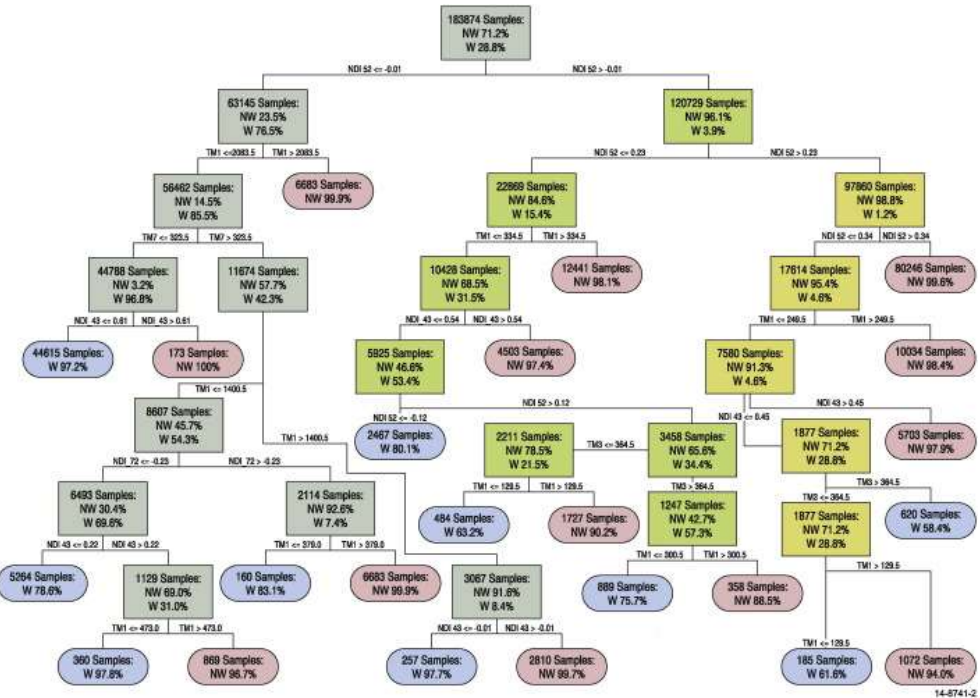 183874 Samples:
NW 71.2%
W 28.8%
NDI 52 <= -0.01
NDI 52 > -0.01
63145 Samples:
NW 23.5%
W 76.5%
120729 Samples:
NW 96.1%
W 3.9%
TM1 <=2083.5
TM1 > 2083.5
NDI 52 <= 0.23
NDI 52 > 0.23
56462 Samples:
NW 14.5%
W 85.5%
6683 Samples:
NW 99.9%
22869 Samples:
NW 84.6%
W 15.4%
97860 Samples:
NW 98.8%
W 1.2%
TM7 <= 323.5
TM7 > 323.5
TM1 <= 334.5
TM1 > 334.5
NDI 52 <= 0.34
NDI 52 > 0.34
44788 Samples:
NW 3.2%
W 96.8%
11674 Samples:
NW 57.7%
W 42.3%
10428 Samples:
NW 68.5%
W 31.5%
12441 Samples:
NW 98.1%
17614 Samples:
NW 95.4%
W 4.6%
80246 Samples:
NW 99.6%
NDI_43 <= 0.61
NDI_43 > 0.61
NDI_43 <= 0.54
NDI_43 > 0.54
TM1 <= 249.5
TM1 > 249.5
44615 Samples:
W 97.2%
173 Samples:
NW 100%
5925 Samples:
NW 46.6%
W 53.4%
4503 Samples:
NW 97.4%
7580 Samples:
NW 91.3%
W 4.6%
10034 Samples:
NW 98.4%
TM1 <= 1400.5
TM1 > 1400.5
NDI 52 <= -0.12
NDI 52 > 0.12
NDI 43 <= 0.45
NDI 43 > 0.45
8607 Samples:
NW 45.7%
W 54.3%
2467 Samples:
W 80.1%
2211 Samples:
NW 78.5%
W 21.5%
TM3 <= 364.5
3458 Samples:
NW 65.6%
W 34.4%
1877 Samples:
NW 71.2%
W 28.8%
5703 Samples:
NW 97.9%
NDI_72 <= -0.23
NDI_72 > -0.23
TM1 <= 129.5
TM1 > 129.5
TM3 > 364.5
TM3 > 364.5
TM3 <= 364.5
6493 Samples:
NW 30.4%
W 69.6%
2114 Samples:
NW 92.6%
W 7.4%
484 Samples:
W 63.2%
1727 Samples:
NW 90.2%
1247 Samples:
NW 42.7%
W 57.3%
1877 Samples:
NW 71.2%
W 28.8%
620 Samples:
W 58.4%
NDI 43 <= 0.22
NDI 43 > 0.22
TM1 <= 379.0
TM1 > 379.0
TM1 <= 300.5
TM1 > 300.5
TM1 > 129.5
5264 Samples:
W 78.6%
1129 Samples:
NW 69.0%
W 31.0%
160 Samples:
W 83.1%
6683 Samples:
NW 99.9%
3067 Samples:
NW 91.6%
W 8.4%
889 Samples:
W 75.7%
358 Samples:
NW 88.5%
TM1 <= 473.0
TM1 > 473.0
NDI 43 <= -0.01
NDI 43 > -0.01
TM1 <= 129.5
360 Samples:
W 97.8%
869 Samples:
NW 96.7%
257 Samples:
W 97.7%
2810 Samples:
NW 99.7%
185 Samples:
W 61.6%
1072 Samples:
NW 94.0%
14-8741-2